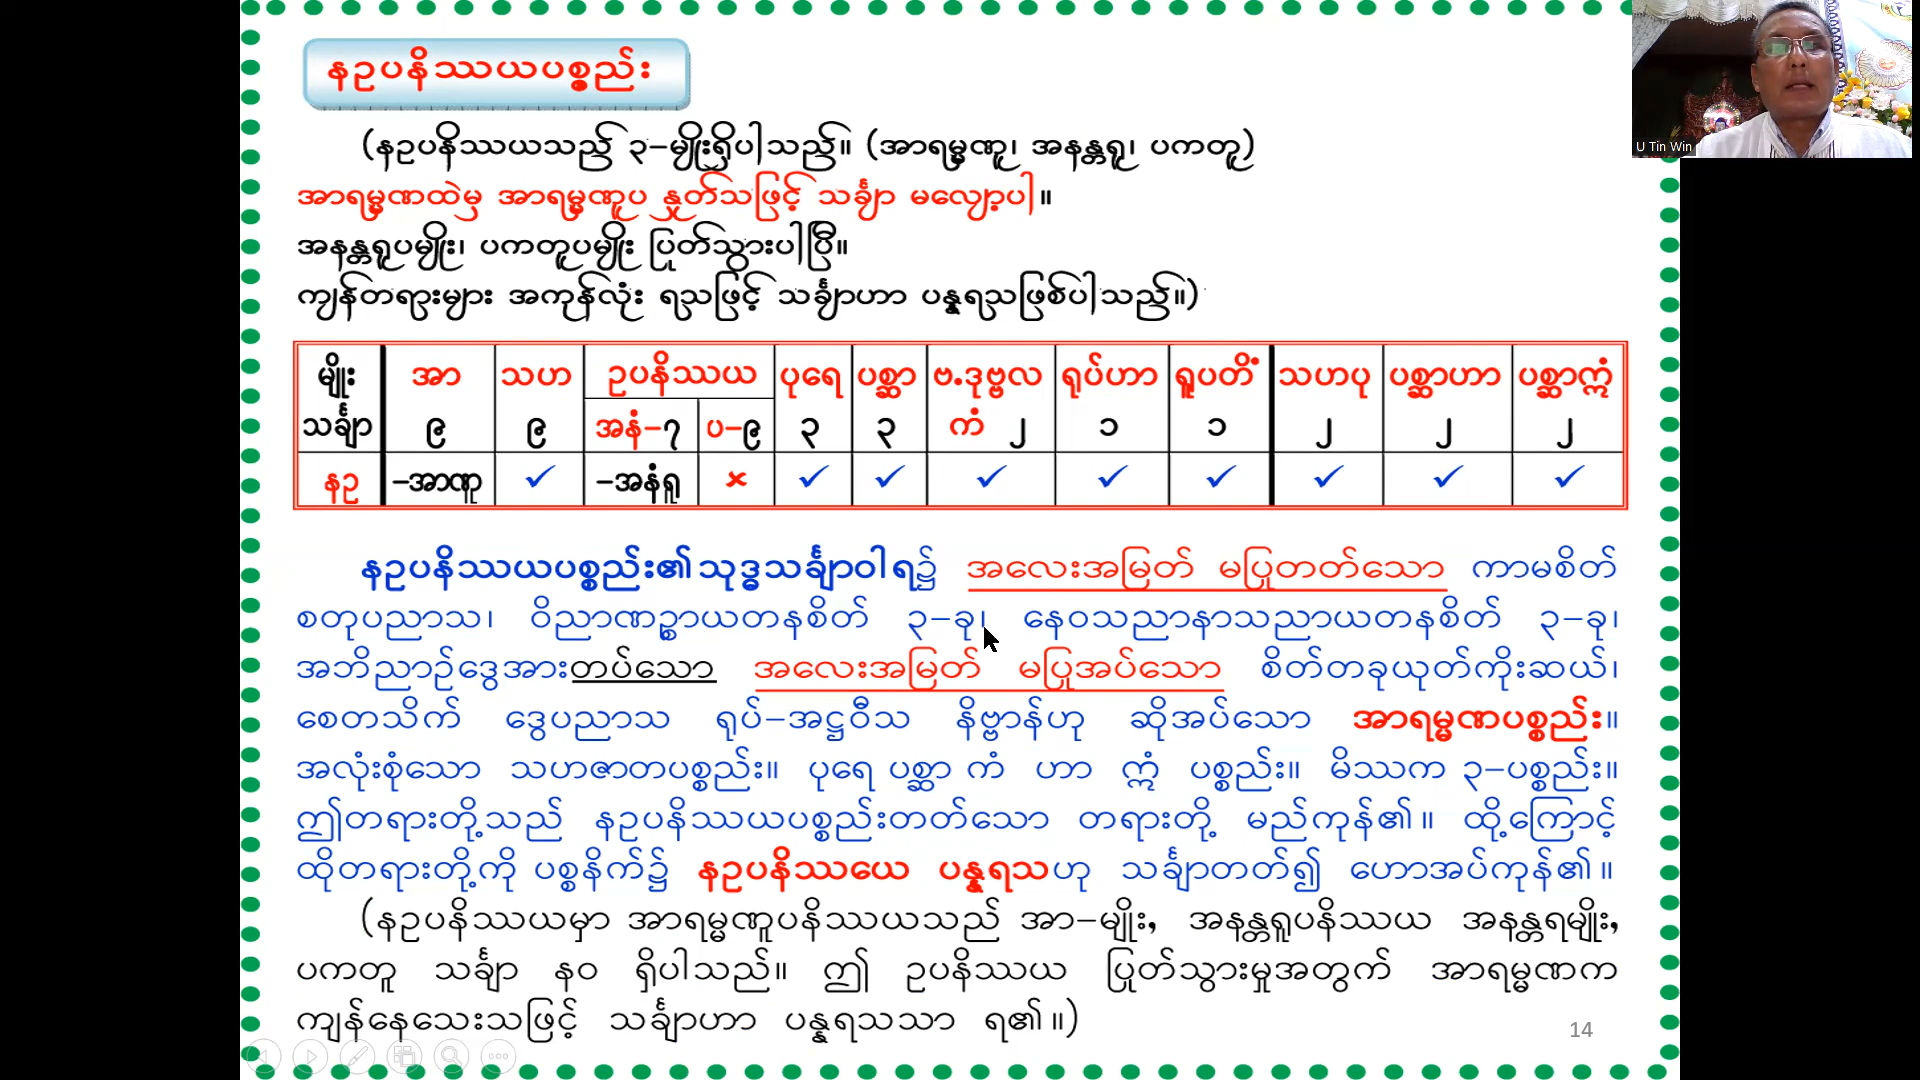 နဥပနိဿယပစ္စည်း
U Tin Win
(နဥပနိဿယသည် ၃-မျိုးရှိပါသည်။ (အာရမ္မဏူ၊ အနန္တရူ၊ ပကတူ)
အာရမ္မဏထဲမှ အာရမ္မဏူပ နှုတ်သဖြင့် သင်္ချာ မလျော့ပါ။
အနန္တရူပမျိုး၊ ပကတူပမျိုး ပြုတ်သွားပါပြီ။
ကျန်တရားများ အကုန်လုံး ရသဖြင့် သင်္ချာဟာ ပန္နရသဖြစ်ပါသည်။)
မျိုး အာ သဟ ဥပနိဿယ ပုရေ ပစ္ဆာ ဗ.ဒုဗ္ဗလ ရုပ်ဟာ ရူပတိံ သဟပု ပစ္ဆာဟာ ပစ္ဆာဣံ
သင်္ချာ ၉ ၉ အနံ-၇ ပ-၉ ၃ ၃ ကံ ၂ ၁ ၁ ၂ ၂ ၂
နဥ -အာဏူ ✓ -အနံရူ × ✓ ✓ ✓ ✓ ✓ ✓ ✓ ✓
နဥပနိဿယပစ္စည်း၏သုဒ္ဓသင်္ချာဝါရ၌ အလေးအမြတ် မပြုတတ်သော ကာမစိတ်
စတုပညာသ၊ ဝိညာဏဉ္စာယတနစိတ် ၃-ခု၊ နေဝသညာနာသညာယတနစိတ် ၃-ခု၊
အဘိညာဉ်ဒွေအားတပ်သော အလေးအမြတ် မပြုအပ်သော စိတ်တခုယုတ်ကိုးဆယ်၊
စေတသိက် ဒွေပညာသ ရုပ်-အဋ္ဌဝီသ နိဗ္ဗာန်ဟု ဆိုအပ်သော အာရမ္မဏပစ္စည်း။
အလုံးစုံသော သဟဇာတပစ္စည်း။ ပုရေ ပစ္ဆာ ကံ ဟာ ဣံ ပစ္စည်း။ မိဿက ၃-ပစ္စည်း။
ဤတရားတို့သည် နဥပနိဿယပစ္စည်းတတ်သော တရားတို့ မည်ကုန်၏။ ထို့ကြောင့်
ထိုတရားတို့ကို ပစ္စနိက်၌ နဥပနိဿယေ ပန္နရသဟု သင်္ချာတတ်၍ ဟောအပ်ကုန်၏။
(နဥပနိဿယမှာ အာရမ္မဏူပနိဿယသည် အာ-မျိုး, အနန္တရူပနိဿယ အနန္တရမျိုး,
ပကတူ သင်္ချာ နဝ ရှိပါသည်။ ဤ ဥပနိဿယ ပြုတ်သွားမှုအတွက် အာရမ္မဏက
ကျန်နေသေးသဖြင့် သင်္ချာဟာ ပန္နရသသာ ရ၏။)
14